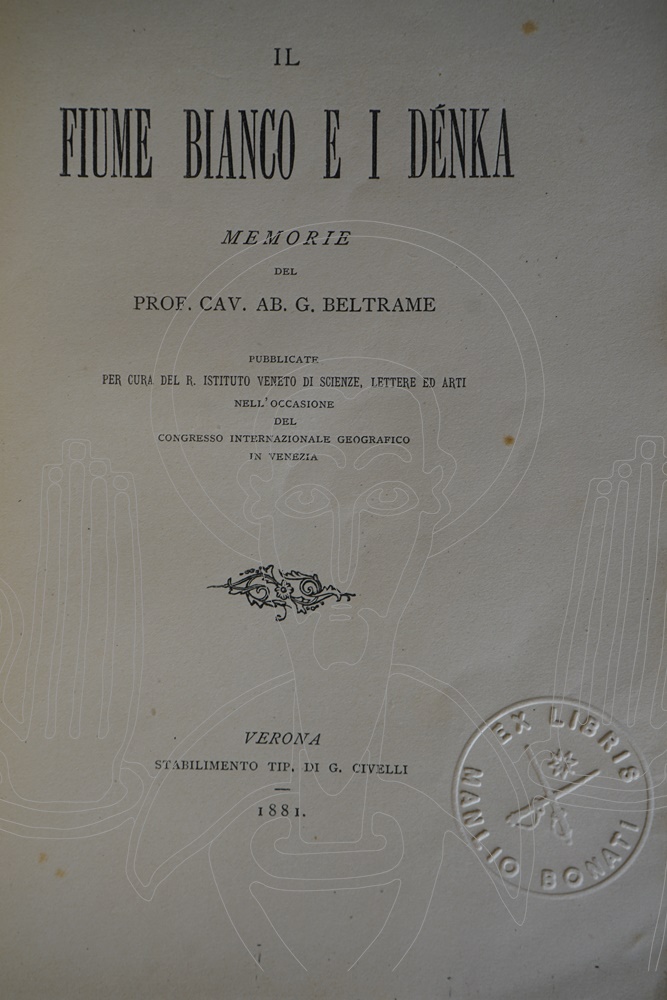 IL
FIUME BIANCO E I DÉNKA
MEMORIE
DEL
PROF. CAV. AB. G. BELTRAME
PUBBLICATE
PER CURA DEL R. ISTITUTO VENETO DI SCIENZE, LETTERE ED ARTI
NELL'OCCASIONE
DEL
CONGRESSO INTERNAZIONALE GEOGRAFICO
IN VENEZIA
VERONA
STABILIMENTO TIP. DI G. CIVELLI
1881.
EX LIBRIS
MANLIO BONATI